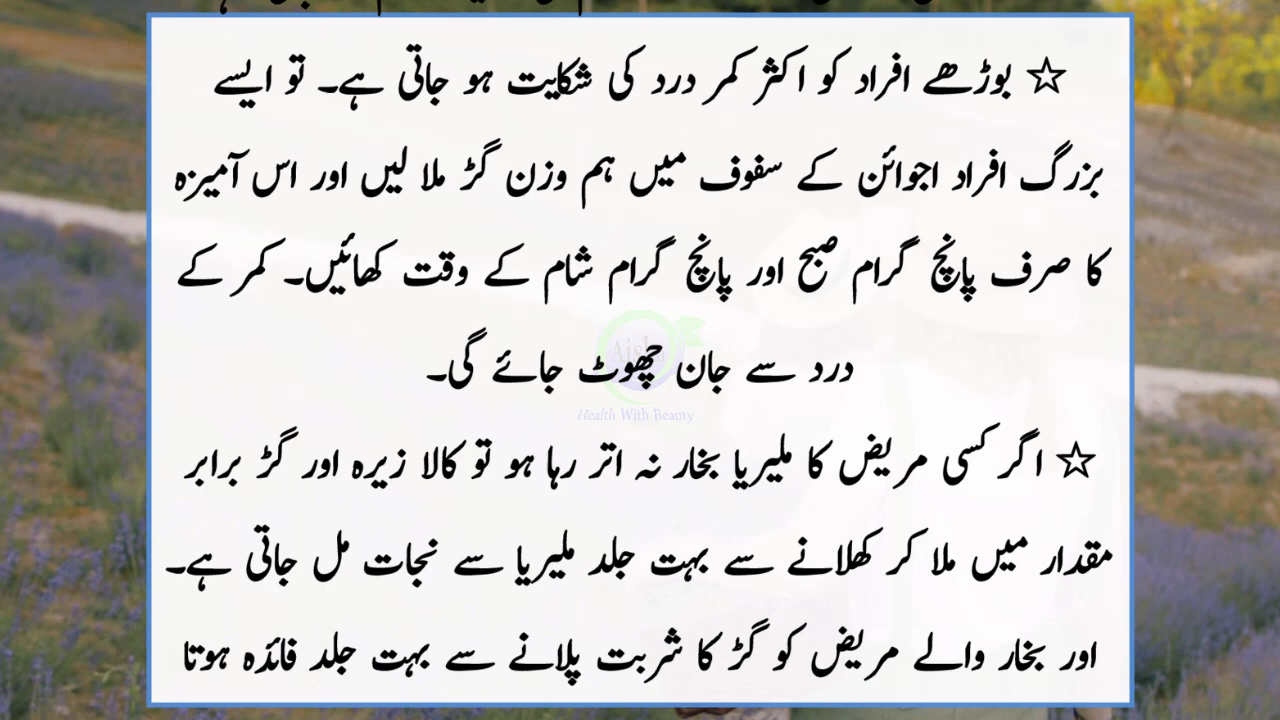 ☆ بوڑھے افراد کو اکثر کمر درد کی شکایت ہو جاتی ہے۔ تو ایسے
بزرگ افراد اجوائن کے سفوف میں ہم وزن گڑ ملا لیں اور اس آمیزہ
کا صرف پانچ گرام صبح اور پانچ گرام شام کے وقت کھائیں۔ کمر کے
درد سے جان چھوٹ جائے گی۔
Aisha
Health With Beauty
☆ اگر کسی مریض کا ملیریا بخار نہ اتر رہا ہو تو کالا زیرہ اور گڑ برابر
مقدار میں ملا کر کھلانے سے بہت جلد ملیریا سے نجات مل جاتی ہے۔
اور بخار والے مریض کو گڑ کا شربت پلانے سے بہت جلد فائدہ ہوتا